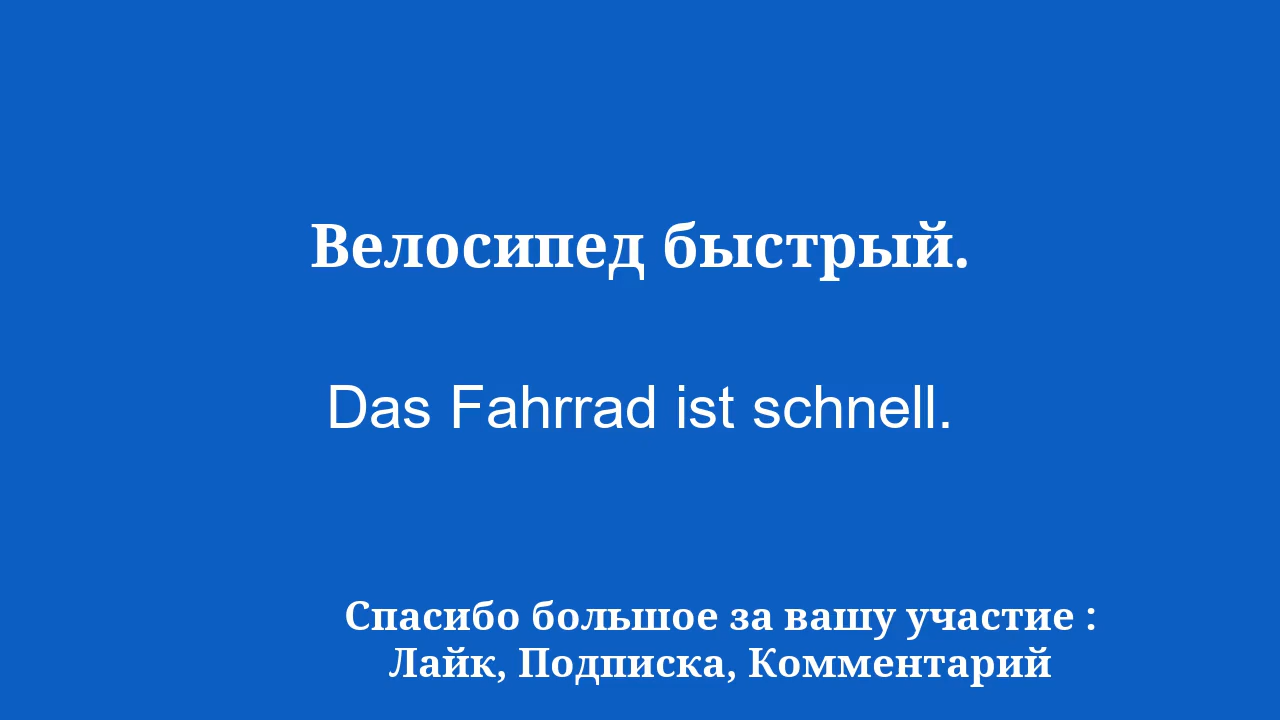 Велосипед быстрый.
Das Fahrrad ist schnell.
Спасибо большое за вашу участие :
Лайк, Подписка, Комментарий